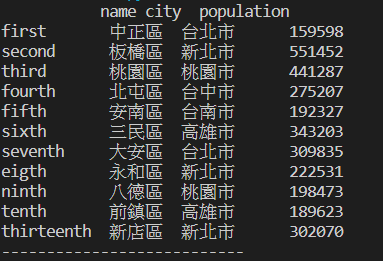 name city population
first 中正區 台北市 159598
second 板橋區 新北市 551452
third 桃園區 桃園市 441287
fourth 北屯區 台中市 275207
fifth 安南區 台南市 192327
sixth 三民區 高雄市 343203
seventh 大安區 台北市 309835
eigth 永和區 新北市 222531
ninth 八德區 桃園市 198473
tenth 前鎮區 高雄市 189623
thirteenth 新店區 新北市 302070
---------------------------